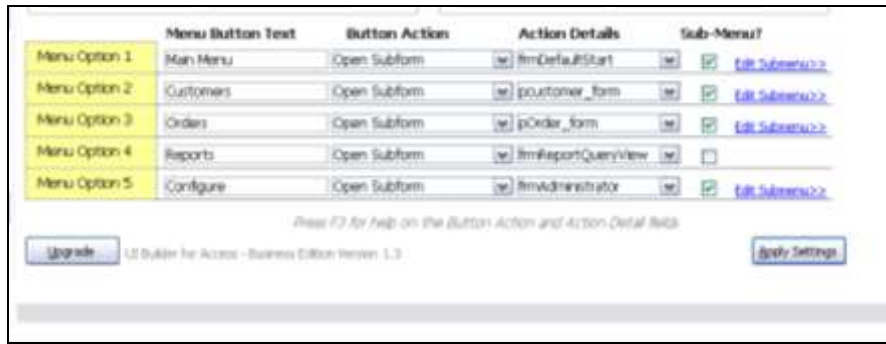 Menu Button Text Button Action Action Details Sub-Menu?
Menu Option 1 Main Menu Open Subform frmDefaultStart Edit Submenu>>
Menu Option 2 Customers Open Subform pcustomer_form Edit Submenu>>
Menu Option 3 Orders Open Subform pOrder_form Edit Submenu>>
Menu Option 4 Reports Open Subform frmReportQueryView
Menu Option 5 Configure Open Subform frmAdministrator Edit Submenu>>
Press F3 for help on the Button Action and Action Detail fields
Upgrade UI Builder for Access - Business Edition Version 1.3 Apply Settings